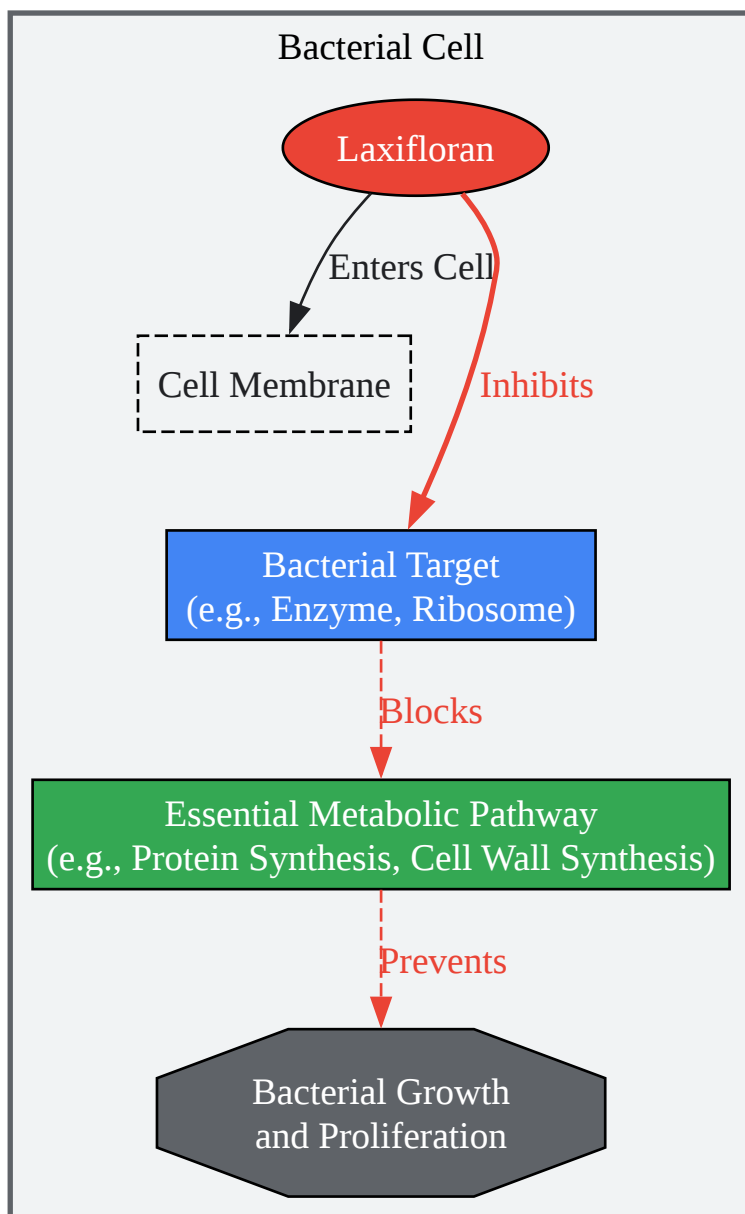 Bacterial Cell
Laxifloran
Enters Cell
Cell Membrane
Inhibits
Bacterial Target
(e.g., Enzyme, Ribosome)
Blocks
Essential Metabolic Pathway
(e.g., Protein Synthesis, Cell Wall Synthesis)
Prevents
Bacterial Growth
and Proliferation